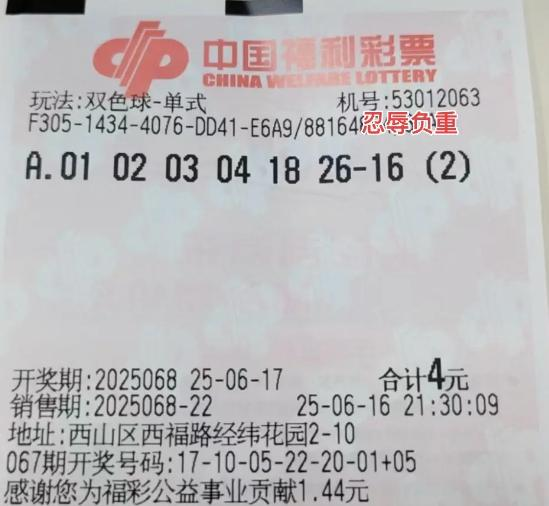 中国福利彩票
CHINA WELFARE LOTTERY
玩法:双色球-单式 机号:53012063
F305-1434-4076-DD41-E6A9/88164 忍辱负重
A.01 02 03 04 18 26-16 (2)
开奖期:2025068 25-06-17 合计4元
销售期:2025068-22 25-06-16 21:30:09
地址:西山区西福路经纬花园2-10
067期开奖号码:17-10-05-22-20-01+05
感谢您为福彩公益事业贡献1.44元